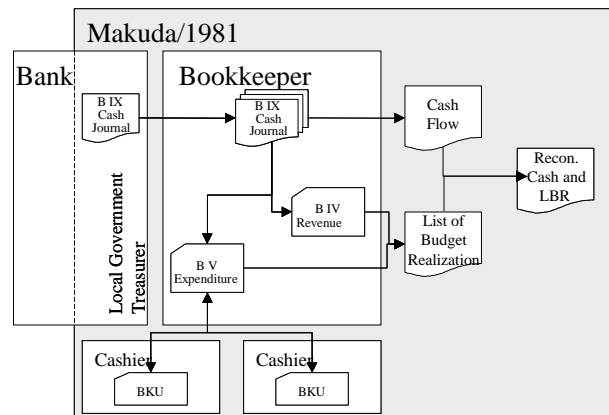 Makuda/1981
Bank
Bookkeeper
B IX
Cash
Journal
B IX
Cash
Journal
Cash
Flow
Recon.
Cash and
LBR
B IV
Revenue
List of
Budget
Realization
B V
Expenditure
Local Government
Treasurer
Cashier
BKU
Cashier
BKU